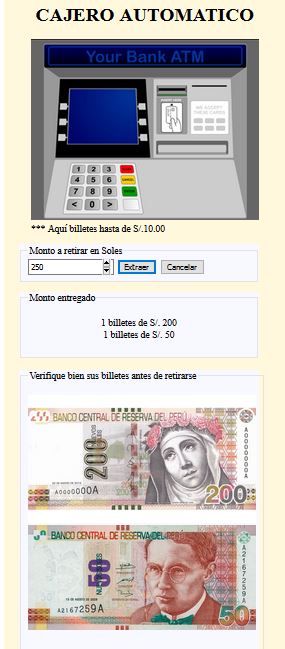 CAJERO AUTOMATICO
Your Bank ATM
INSERT HERE
WE ACCEPT
THESE CARDS
1 2 3
4 5 6
7 8 9
< 0 >
*** Aquí billetes hasta de S/.10.00
Monto a retirar en Soles
250
Extraer
Cancelar
Monto entregado
1 billetes de S/. 200
1 billetes de S/. 50
Verifique bien sus billetes antes de retirarse
BANCO CENTRAL DE RESERVA DEL PERÚ
200
A0000000A
A0000000A
200
BANCO CENTRAL DE RESERVA DEL PERÚ
50
A2167259A
A2167259A
50